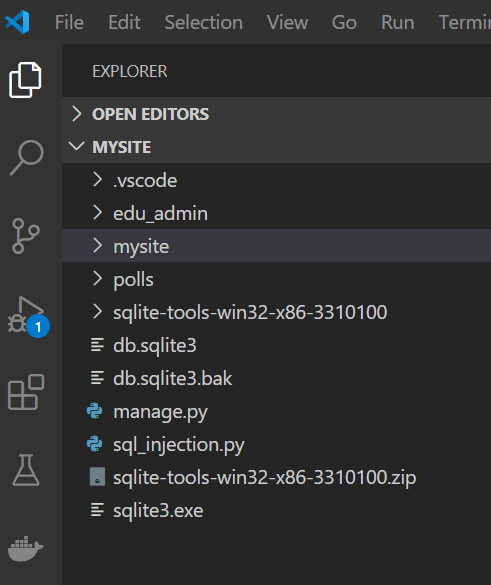 File Edit Selection View Go Run Termin
EXPLORER
OPEN EDITORS
MYSITE
.vscode
edu_admin
mysite
polls
sqlite-tools-win32-x86-3310100
1
db.sqlite3
db.sqlite3.bak
manage.py
sql_injection.py
sqlite-tools-win32-x86-3310100.zip
sqlite3.exe